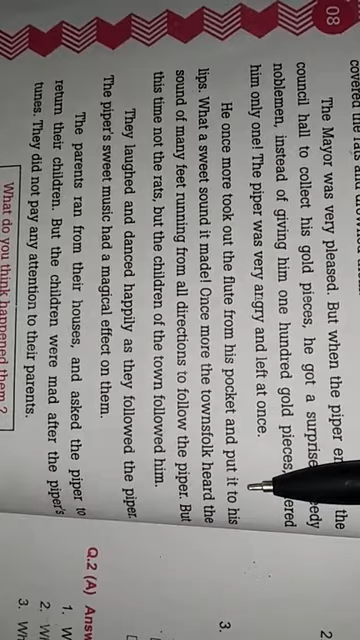 08
covered the rats and
The Mayor was very pleased. But when the piper the
council hall to collect his gold pieces, he got a surprise eedy
noblemen, instead of giving him one hundred gold pieces, ered
him only one! The piper was very angry and left at once.
He once more took out the flute from his pocket and put it to his
lips. What a sweet sound it made! Once more the townsfolk heard the
sound of many feet running from all directions to follow the piper. But
this time not the rats, but the children of the town followed him.
They laughed and danced happily as they followed the piper.
The piper's sweet music had a magical effect on them.
The parents ran from their houses, and asked the piper to
return their children. But the children were mad after the piper's
tunes. They did not pay any attention to their parents.
What do you think happened them ?
2
3.
Q.2 (A) Answ
1. W
2. W
3. Wh